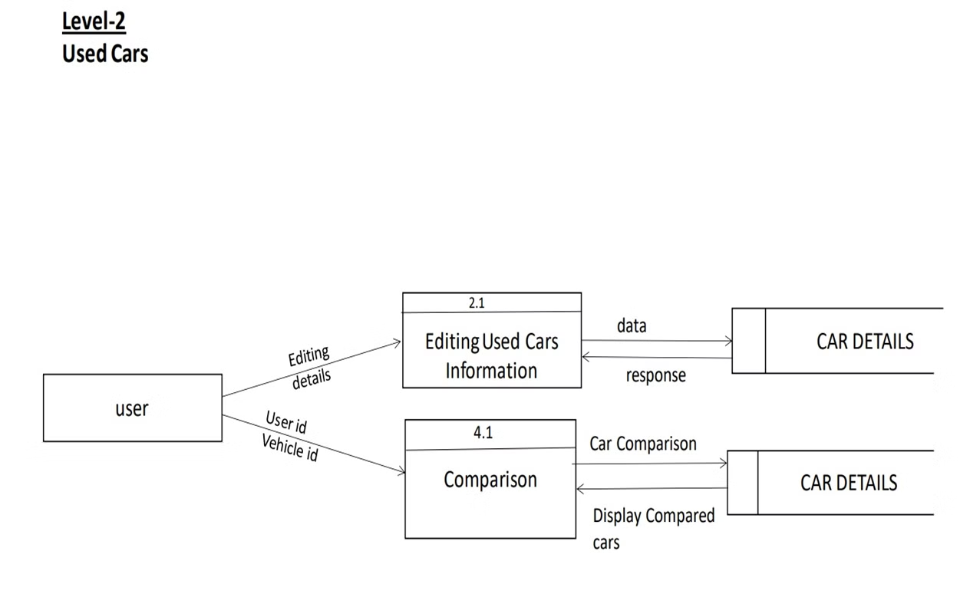 Level-2
Used Cars
2.1
Editing Used Cars
Information
data
response
CAR DETAILS
Editing
details
user
User id
Vehicle id
4.1
Comparison
Car Comparison
Display Compared
cars
CAR DETAILS